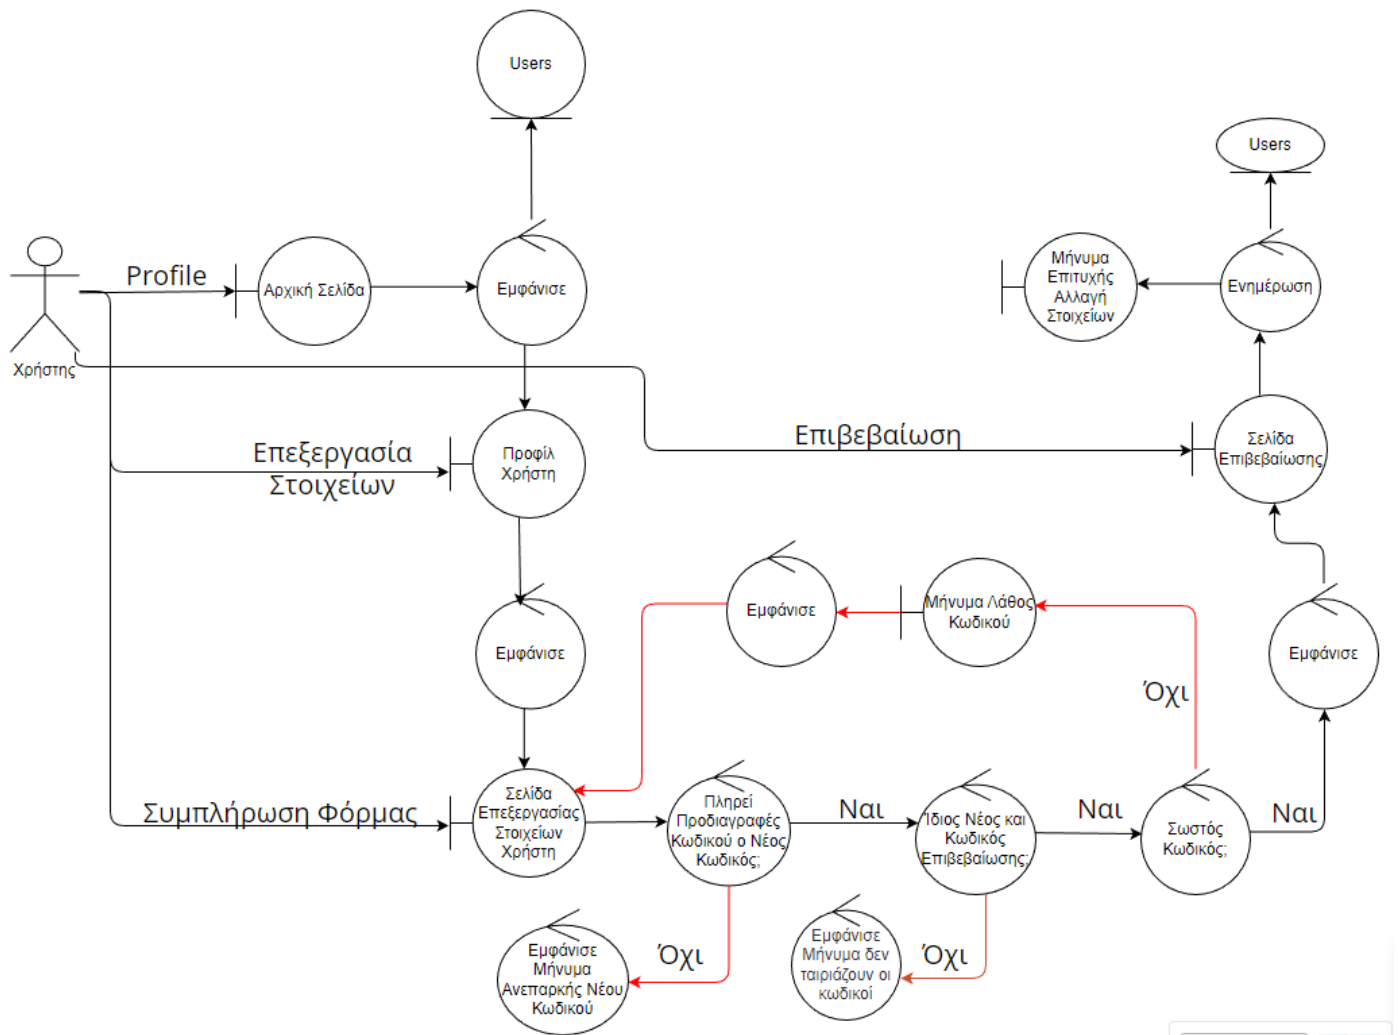 Users
Users
Profile
Αρχική Σελίδα
Εμφάνισε
Μήνυμα
Επιτυχής
Αλλαγή
Στοιχείων
Ενημέρωση
Χρήστης
Επεξεργασία
Στοιχείων
Προφίλ
Χρήστη
Επιβεβαίωση
Σελίδα
Επιβεβαίωσης
Εμφάνισε
Εμφάνισε
Μήνυμα Λάθος
Κωδικού
Εμφάνισε
Όχι
Συμπλήρωση Φόρμας
Σελίδα
Επεξεργασίας
Στοιχείων
Χρήστη
Πληρεί
Προδιαγραφές
Κωδικού ο Νέος
Κωδικός;
Ναι
Ίδιος Νέος και
Κωδικός
Επιβεβαίωσης;
Ναι
Σωστός
Κωδικός;
Ναι
Εμφάνισε
Μήνυμα
Ανεπαρκής Νέου
Κωδικού
Όχι
Εμφάνισε
Μήνυμα δεν
ταιριάζουν οι
κωδικοί
Όχι